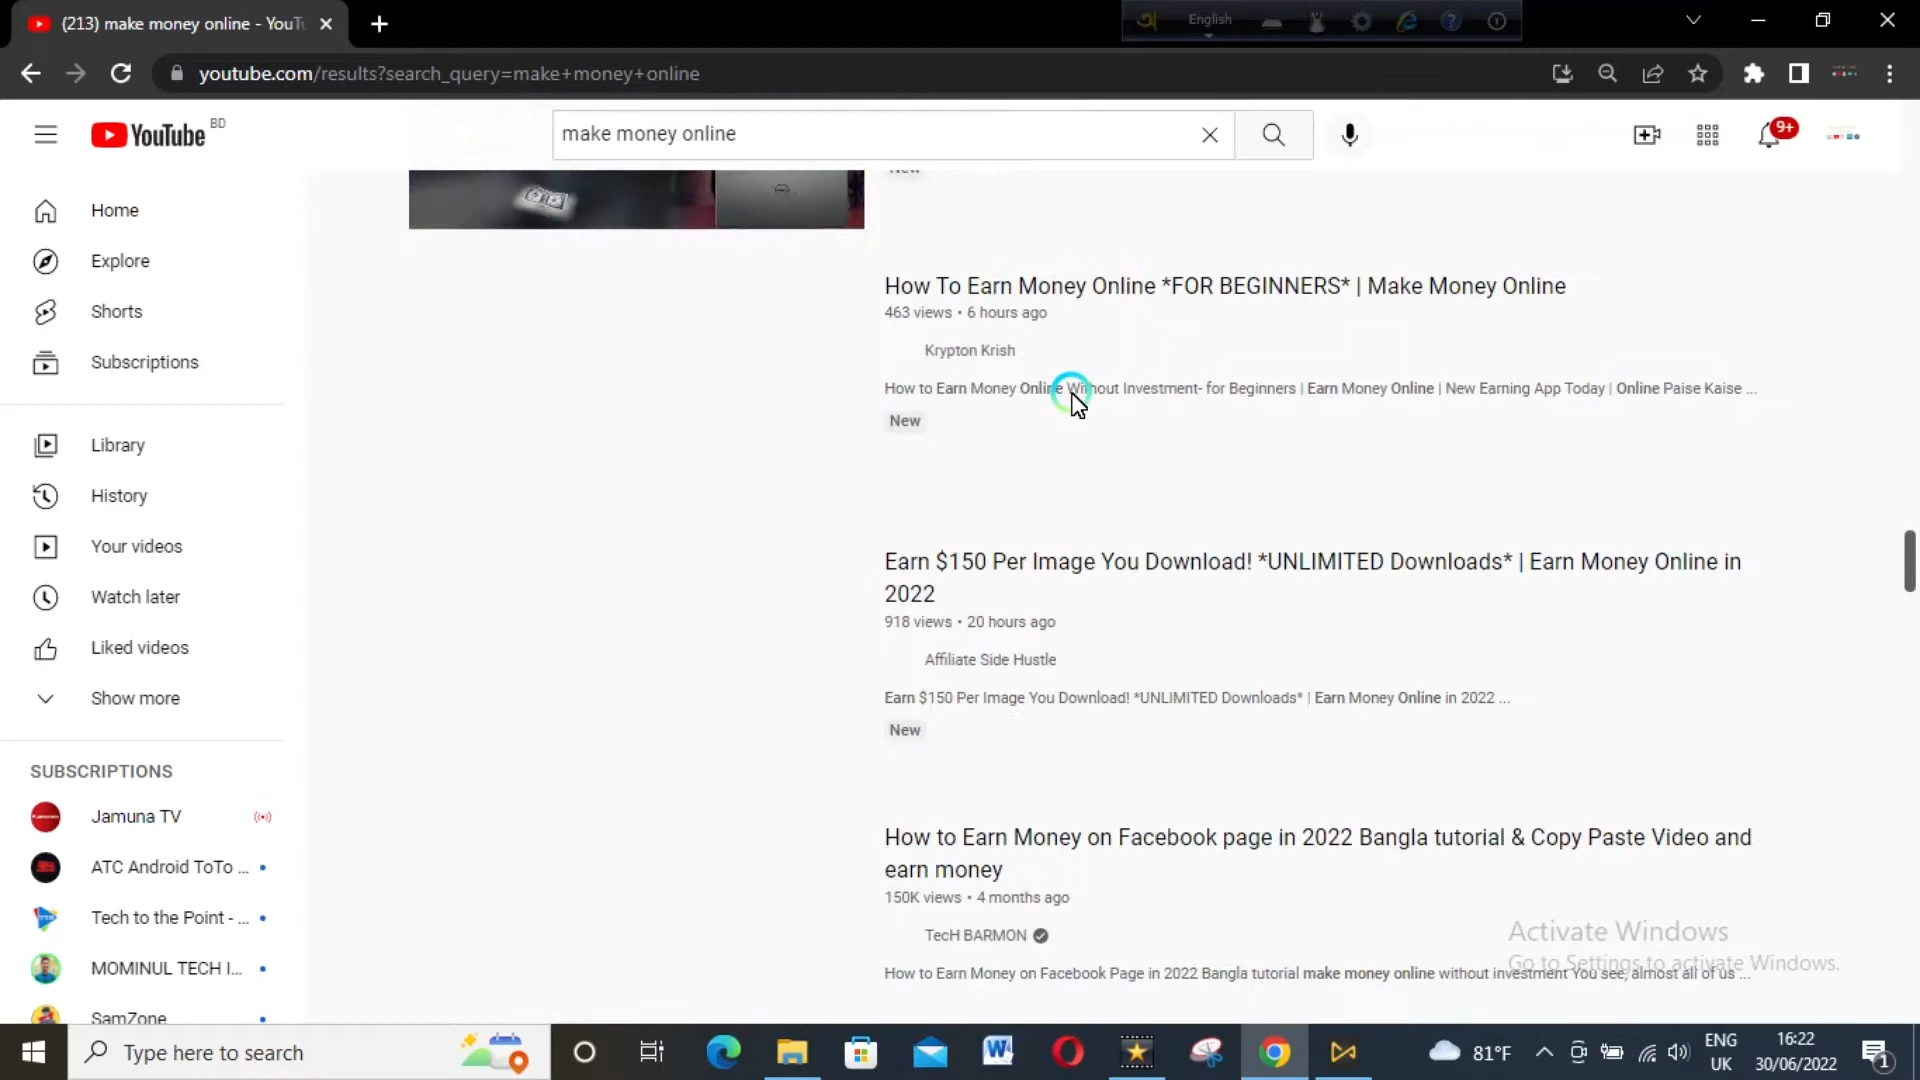 (213) make money online - YouTu
English
youtube.com/results?search_query=make+money+online
YouTube BD
make money online
9+
New
Home
Explore
Shorts
Subscriptions
Library
History
Your videos
Watch later
Liked videos
Show more
SUBSCRIPTIONS
Jamuna TV
ATC Android ToTo ...
Tech to the Point - ...
MOMINUL TECH I...
SamZone
How To Earn Money Online *FOR BEGINNERS* | Make Money Online
463 views • 6 hours ago
Krypton Krish
How to Earn Money Online Without Investment- for Beginners | Earn Money Online | New Earning App Today | Online Paise Kaise ...
New
Earn $150 Per Image You Download! *UNLIMITED Downloads* | Earn Money Online in
2022
918 views • 20 hours ago
Affiliate Side Hustle
Earn $150 Per Image You Download! *UNLIMITED Downloads* | Earn Money Online in 2022 ...
New
How to Earn Money on Facebook page in 2022 Bangla tutorial & Copy Paste Video and
earn money
150K views • 4 months ago
TecH BARMON
How to Earn Money on Facebook Page in 2022 Bangla tutorial make money online without investment You see, almost all of us ...
Activate Windows
Go to Settings to activate Windows.
Type here to search
81°F
ENG
UK
16:22
30/06/2022
1